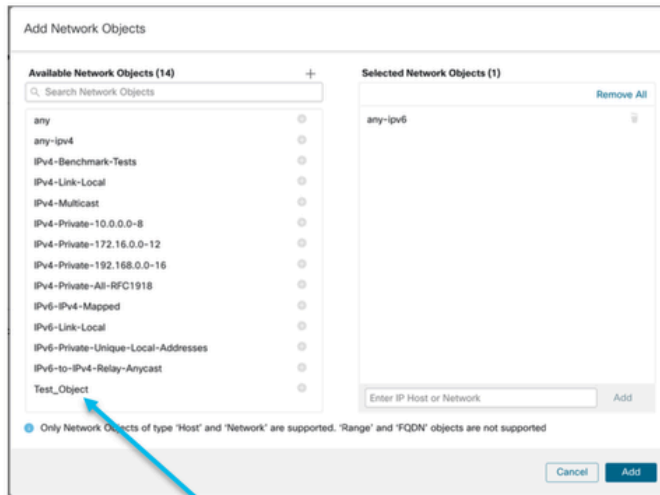 Add Network Objects
Available Network Objects (14)
Search Network Objects
any
any-ipv4
IPv4-Benchmark-Tests
IPv4-Link-Local
IPv4-Multicast
IPv4-Private-10.0.0.0-8
IPv4-Private-172.16.0.0-12
IPv4-Private-192.168.0.0-16
IPv4-Private-All-RFC1918
IPv6-IPv4-Mapped
IPv6-Link-Local
IPv6-Private-Unique-Local-Addresses
IPv6-to-IPv4-Relay-Anycast
Test_Object
Selected Network Objects (1)
Remove All
any-ipv6
Enter IP Host or Network Add
Only Network Objects of type 'Host' and 'Network' are supported. 'Range' and 'FQDN' objects are not supported
Cancel Add